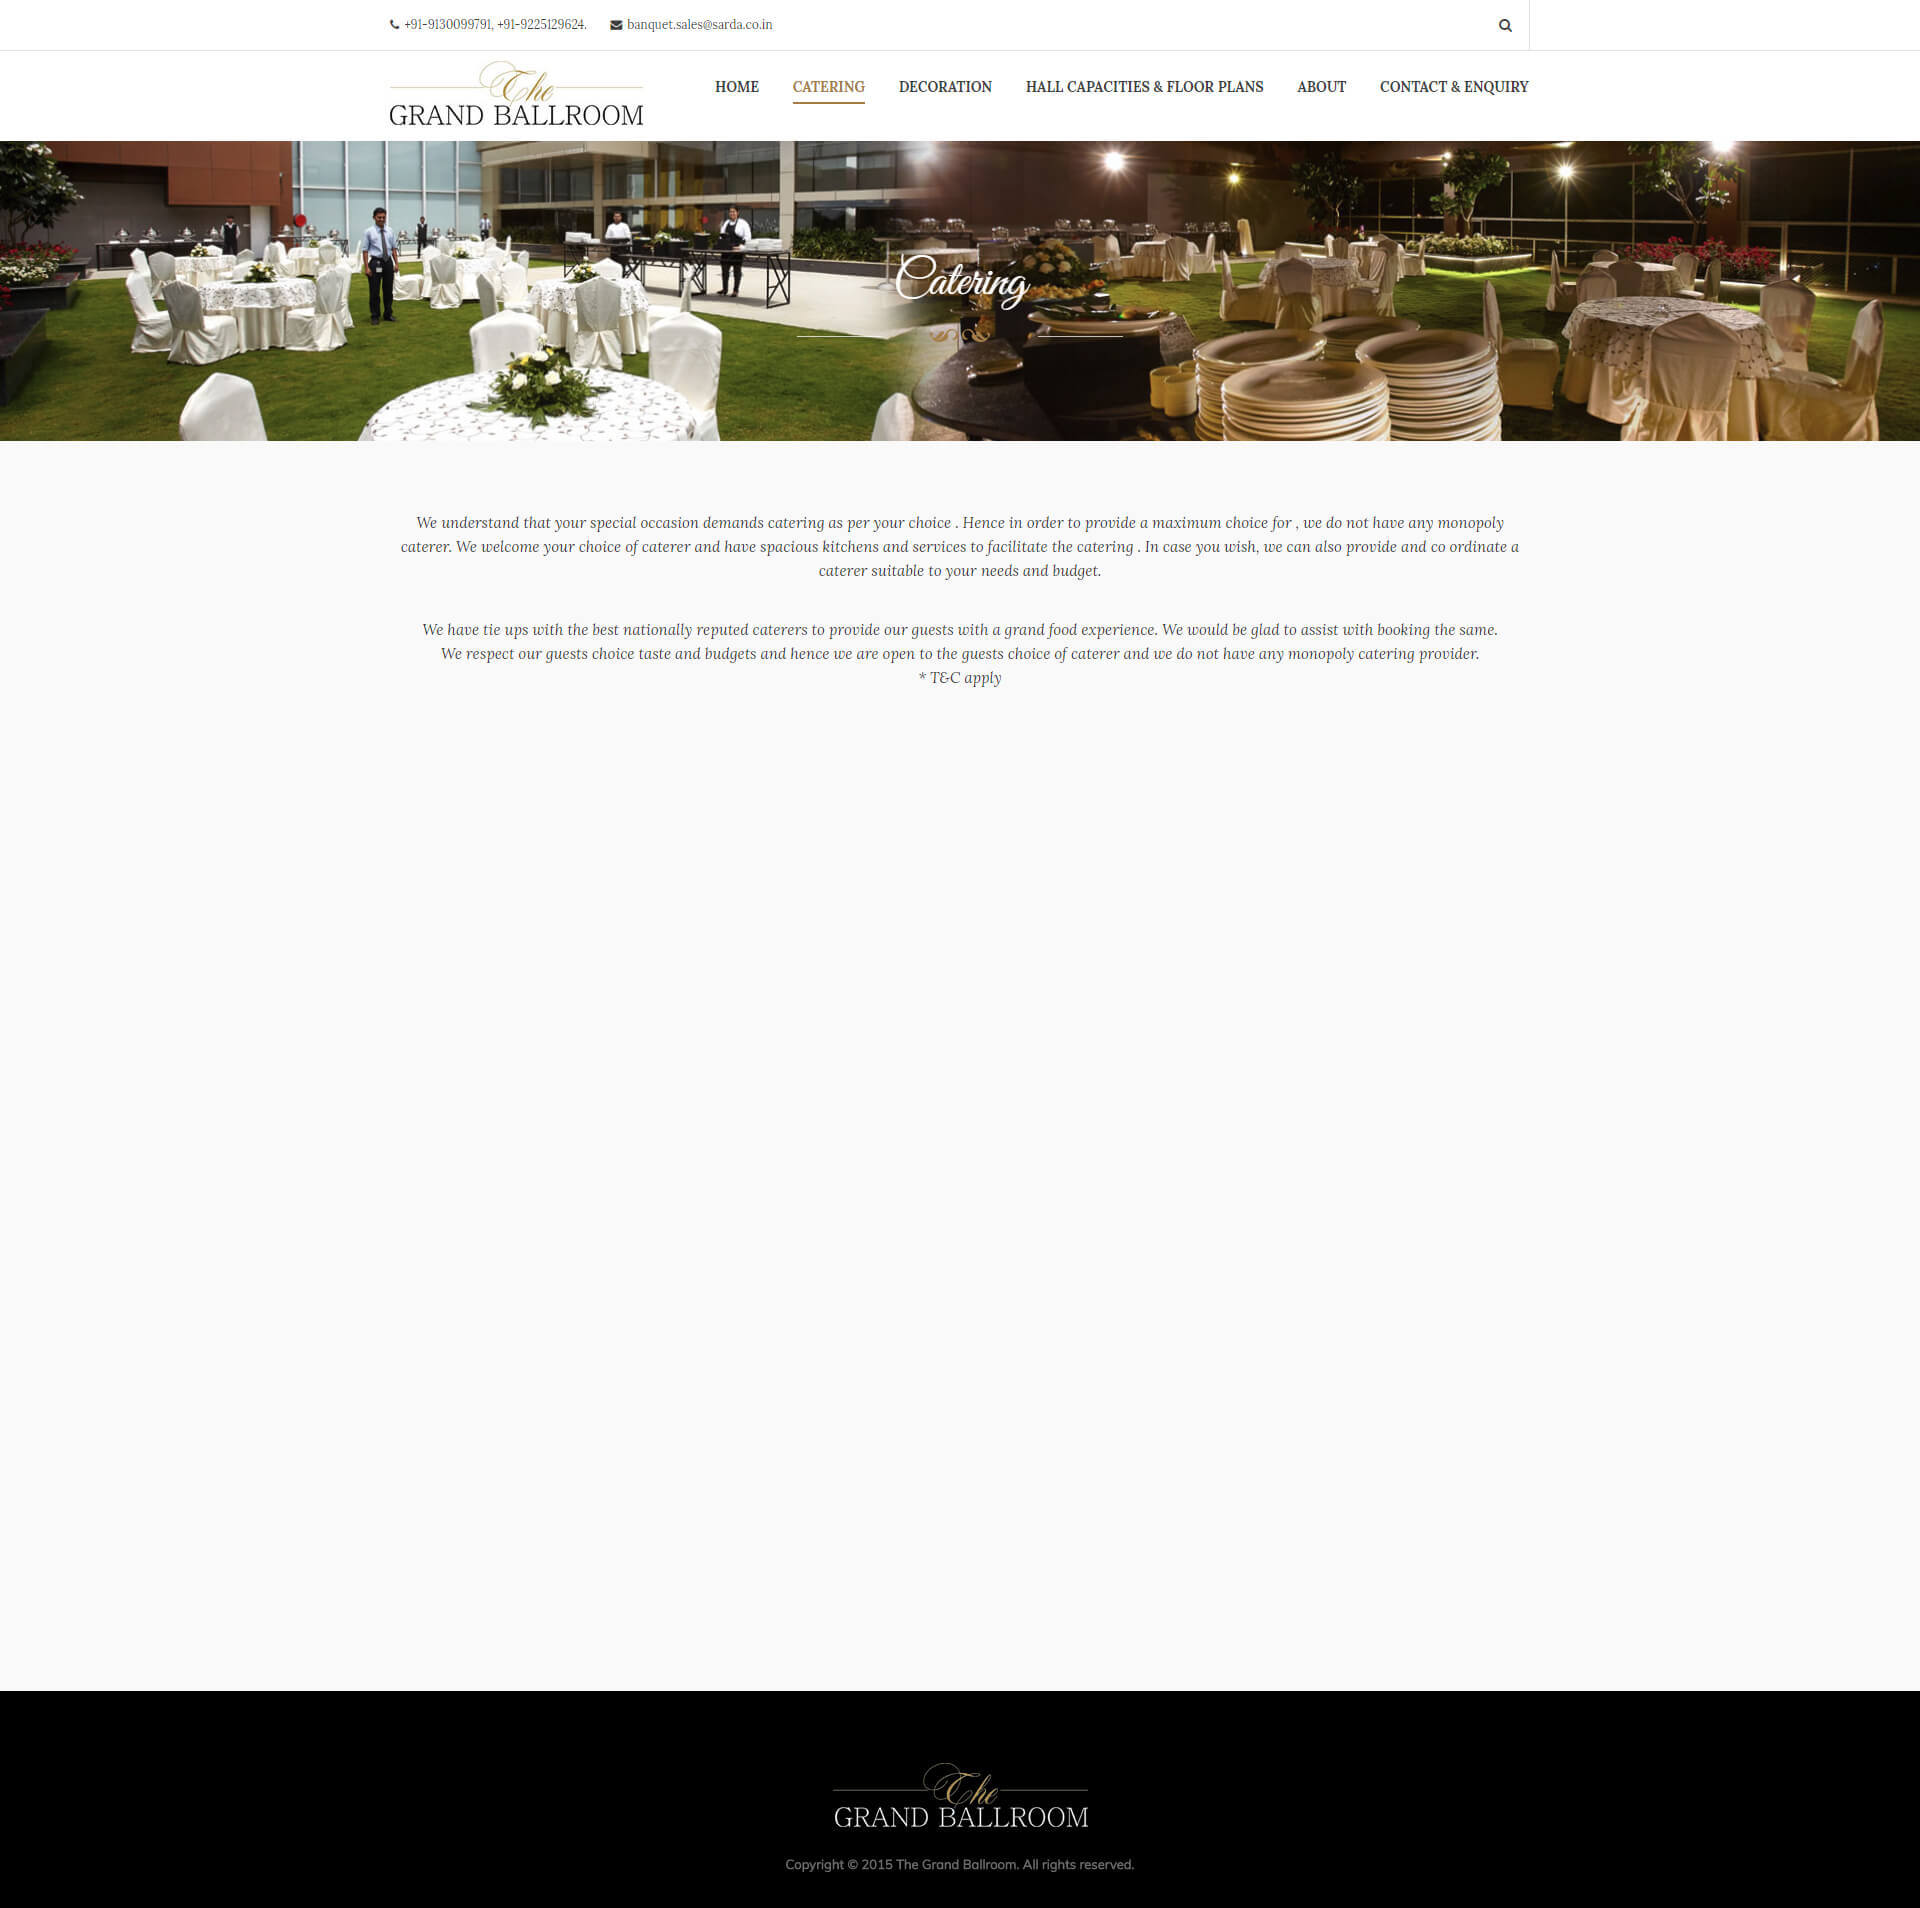 +91-9130099791, +91-9225129624. banquet.sales@sarda.co.in
The
GRAND BALLROOM
HOME CATERING DECORATION HALL CAPACITIES & FLOOR PLANS ABOUT CONTACT & ENQUIRY
Catering
We understand that your special occasion demands catering as per your choice . Hence in order to provide a maximum choice for , we do not have any monopoly
caterer. We welcome your choice of caterer and have spacious kitchens and services to facilitate the catering . In case you wish, we can also provide and co ordinate a
caterer suitable to your needs and budget.
We have tie ups with the best nationally reputed caterers to provide our guests with a grand food experience. We would be glad to assist with booking the same.
We respect our guests choice taste and budgets and hence we are open to the guests choice of caterer and we do not have any monopoly catering provider.
* T&C apply
The
GRAND BALLROOM
Copyright © 2015 The Grand Ballroom. All rights reserved.